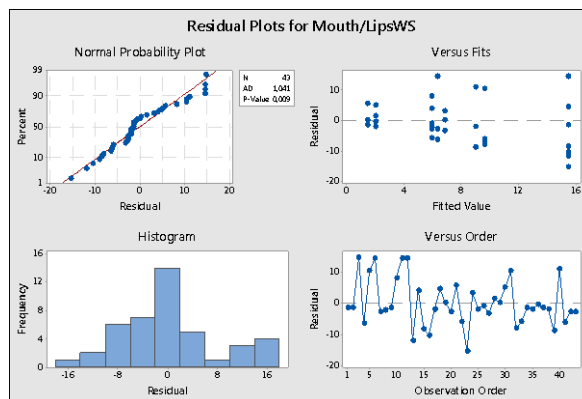 Residual Plots for Mouth/LipsWS
Normal Probability Plot
99
90
50
10
1
Percent
-20
-10
0
10
20
Residual
N 43
AD 1,041
P-Value 0,009
Versus Fits
10
0
-10
-20
Residual
0
4
8
12
16
Fitted Value
Histogram
16
12
8
4
0
Frequency
-16
-8
0
8
16
Residual
Versus Order
10
0
-10
-20
Residual
1
5
10
15
20
25
30
35
40
Observation Order